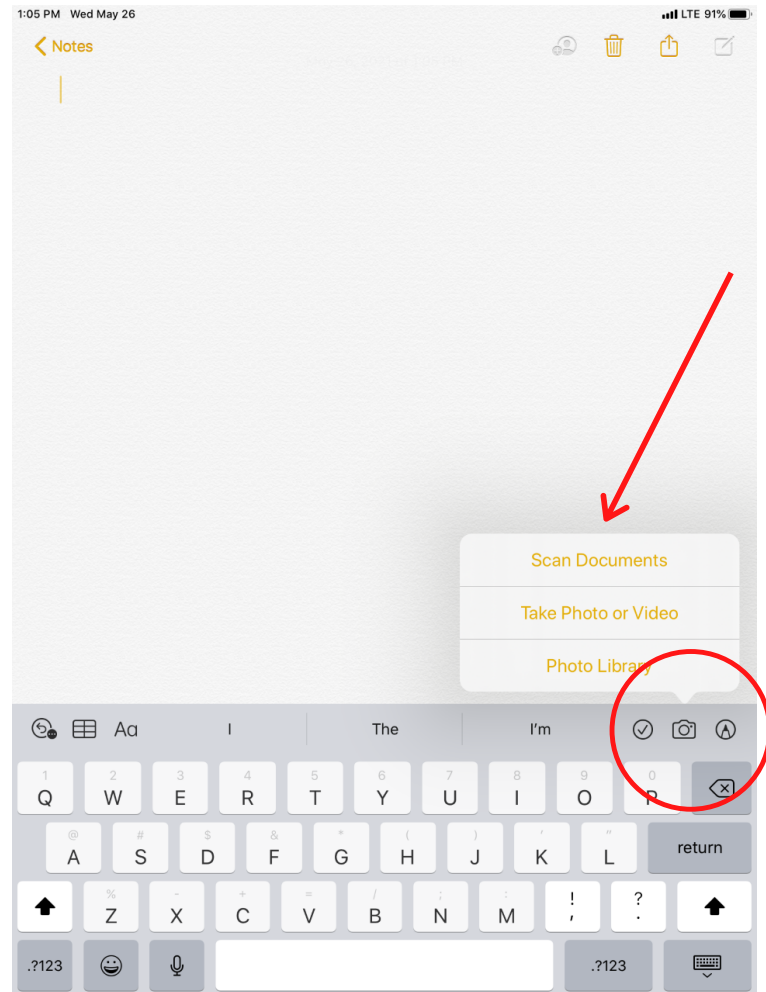 1:05 PM Wed May 26 LTE 91%
Notes
Scan Documents
Take Photo or Video
Photo Library
Aa I The I'm
1 2 3 4 5 6 7 8 9 0
Q W E R T Y U I O P
@ # $ & * ( ) ' "
A S D F G H J K L return
% - + = / ; : ! ?
Z X C V B N M , .
.?123 .?123